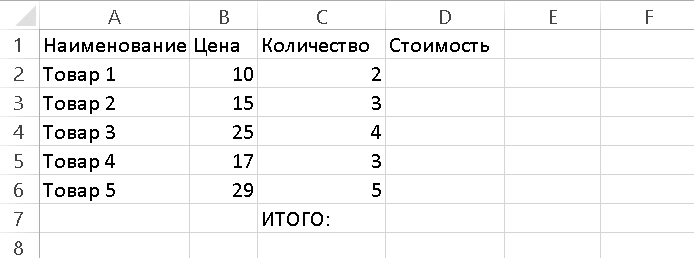 A B C D E F
1 Наименование Цена Количество Стоимость
2 Товар 1 10 2
3 Товар 2 15 3
4 Товар 3 25 4
5 Товар 4 17 3
6 Товар 5 29 5
7 ИТОГО:
8